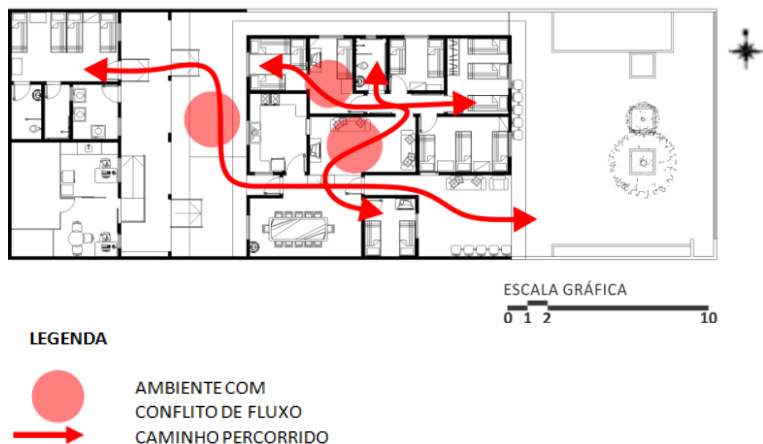 ESCALA GRÁFICA
0 1 2 10
LEGENDA
AMBIENTE COM
CONFLITO DE FLUXO
CAMINHO PERCORRIDO